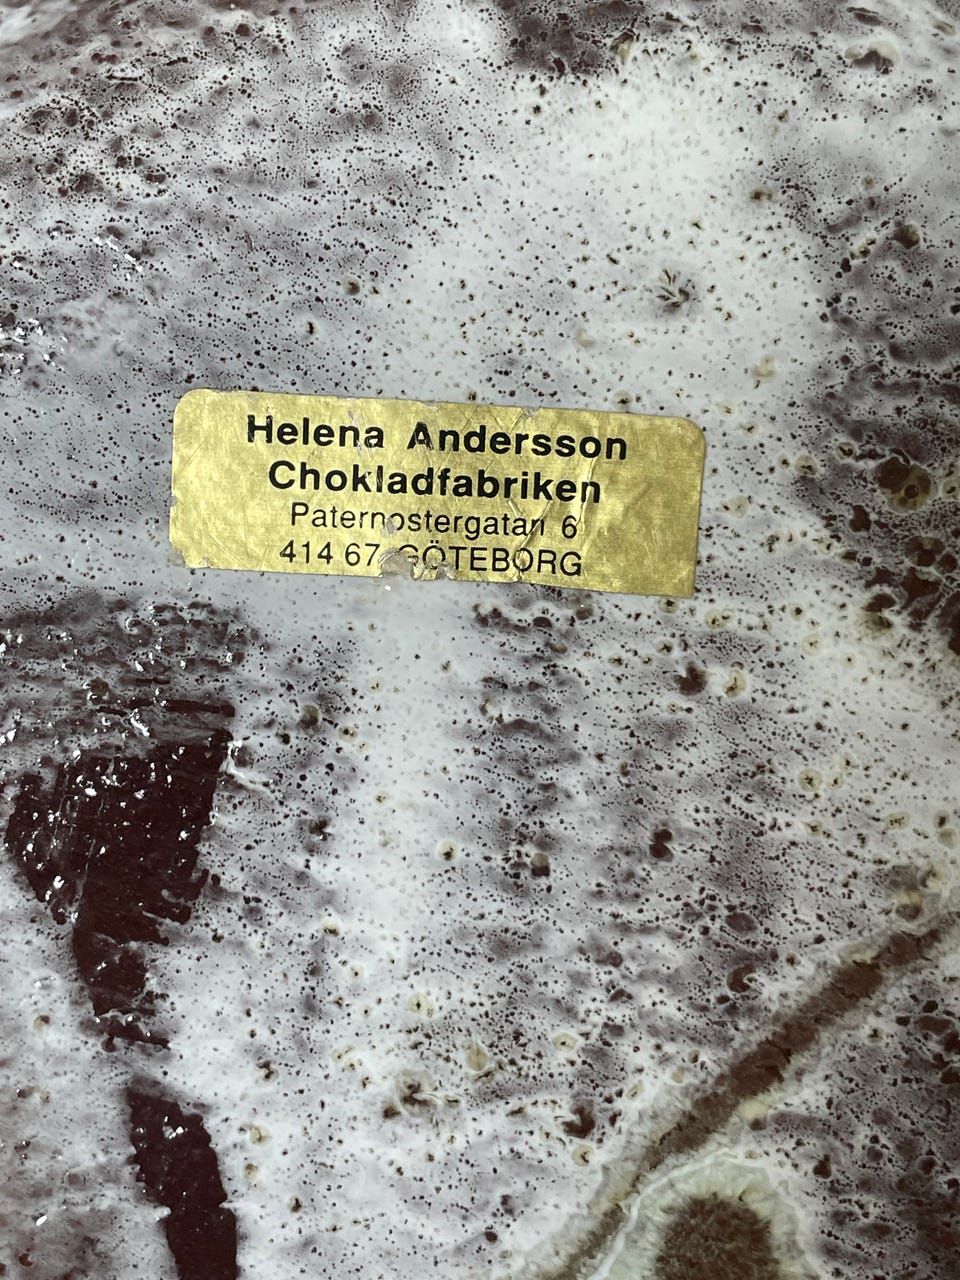 Helena Andersson
Chokladfabriken
Paternostergatan 6
414 67 GÖTEBORG